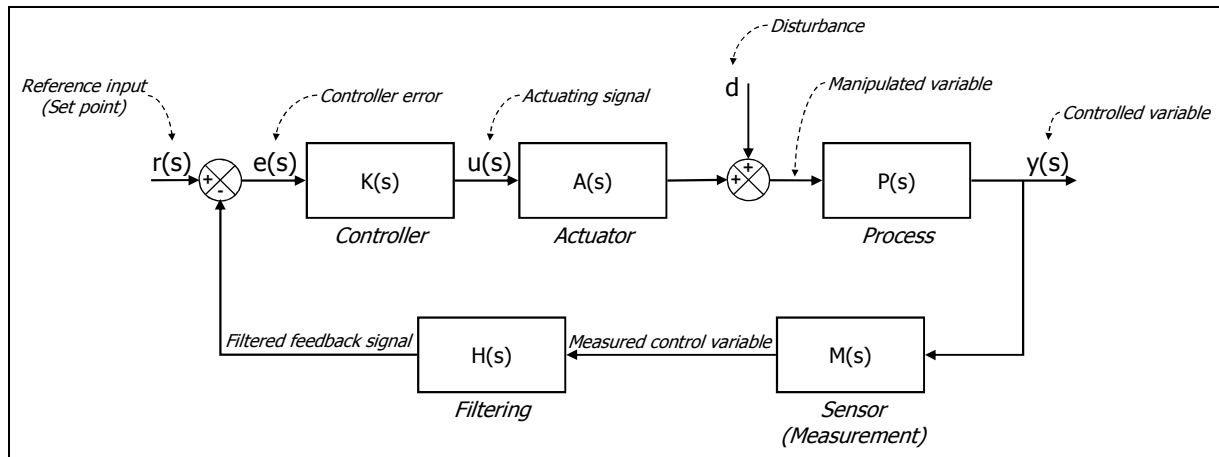 Disturbance
Reference input
(Set point)
Controller error
Actuating signal
d
Manipulated variable
Controlled variable
r(s)
+
-
e(s)
K(s)
Controller
u(s)
A(s)
Actuator
+
+
P(s)
Process
y(s)
Filtered feedback signal
H(s)
Filtering
Measured control variable
M(s)
Sensor
(Measurement)